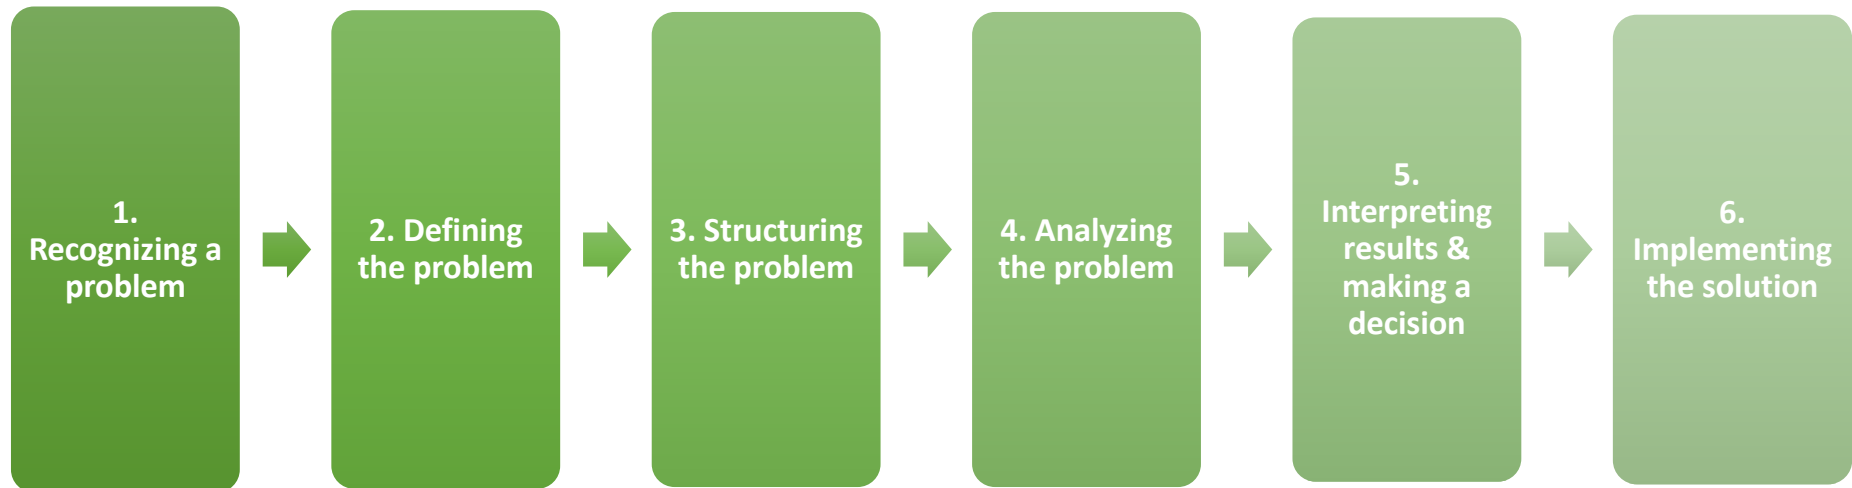 1.
Recognizing a
problem
2. Defining
the problem
3. Structuring
the problem
4. Analyzing
the problem
5.
Interpreting
results &
making a
decision
6.
Implementing
the solution